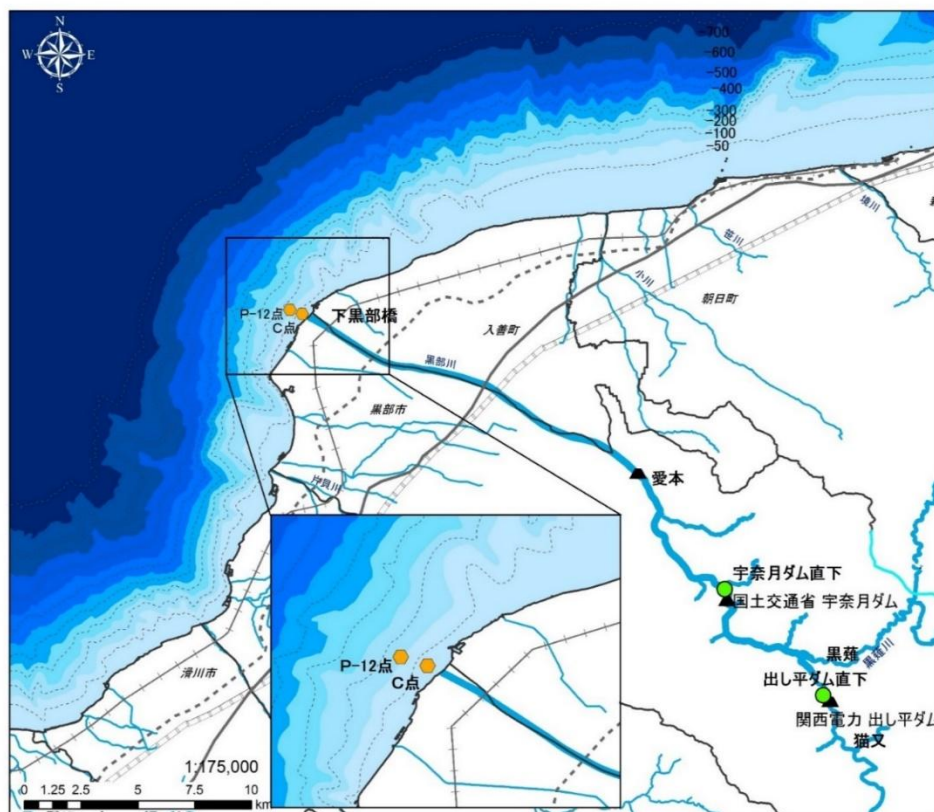 N
W
E
S
-700
-600
-500
-400
-300
-200
-100
-50
境川
笹川
小川
朝日町
P-12点
C点
下黒部橋
入善町
黒部川
黒部市
片貝川
愛本
宇奈月ダム直下
国土交通省 宇奈月ダム
黒薙
黒薙川
出し平ダム直下
関西電力 出し平ダム
猫又
滑川市
P-12点
C点
1:175,000
0 1.25 2.5 5 7.5 10
km